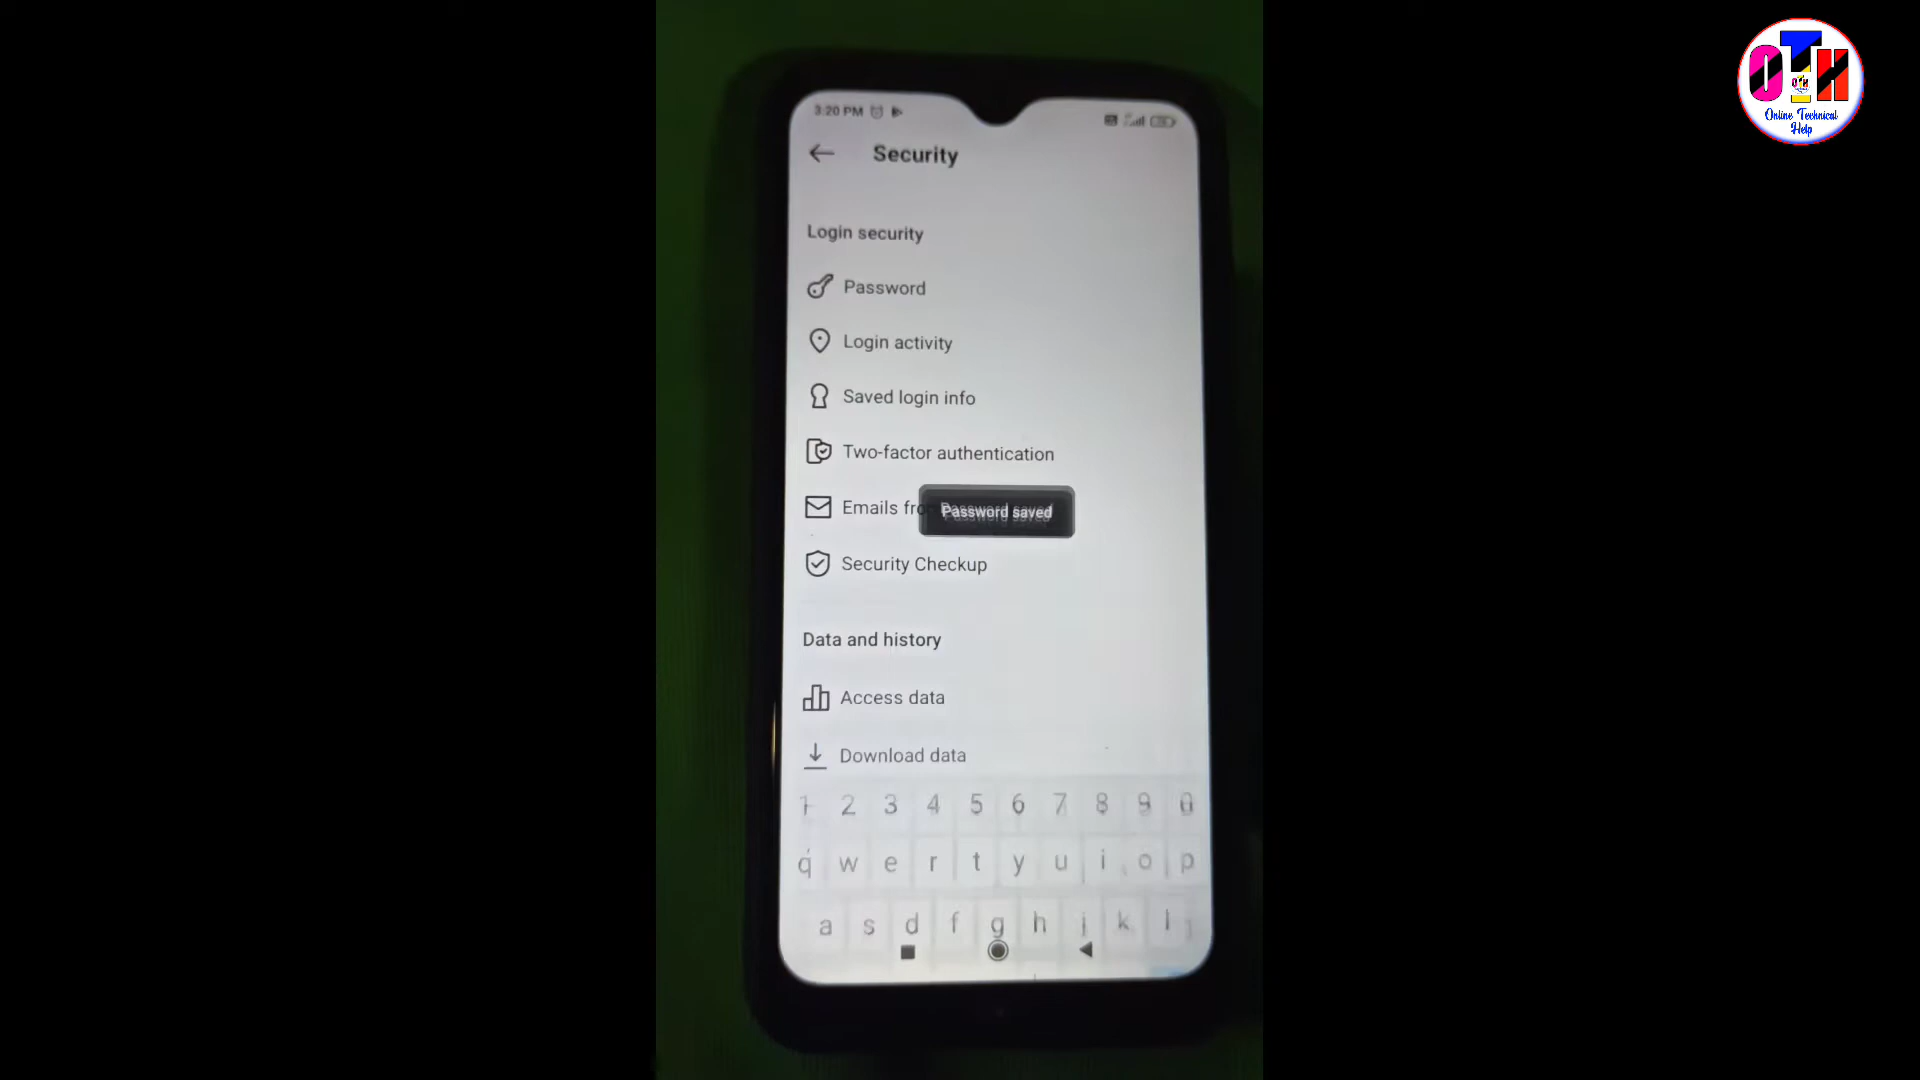 3:20 PM
Security
Login security
Password
Login activity
Saved login info
Two-factor authentication
Emails fro
Password saved
Security Checkup
Data and history
Access data
Download data
1 2 3 4 5 6 7 8 9 0
q w e r t y u i o p
a s d f g h j k l
OTH
Online Technical
Help